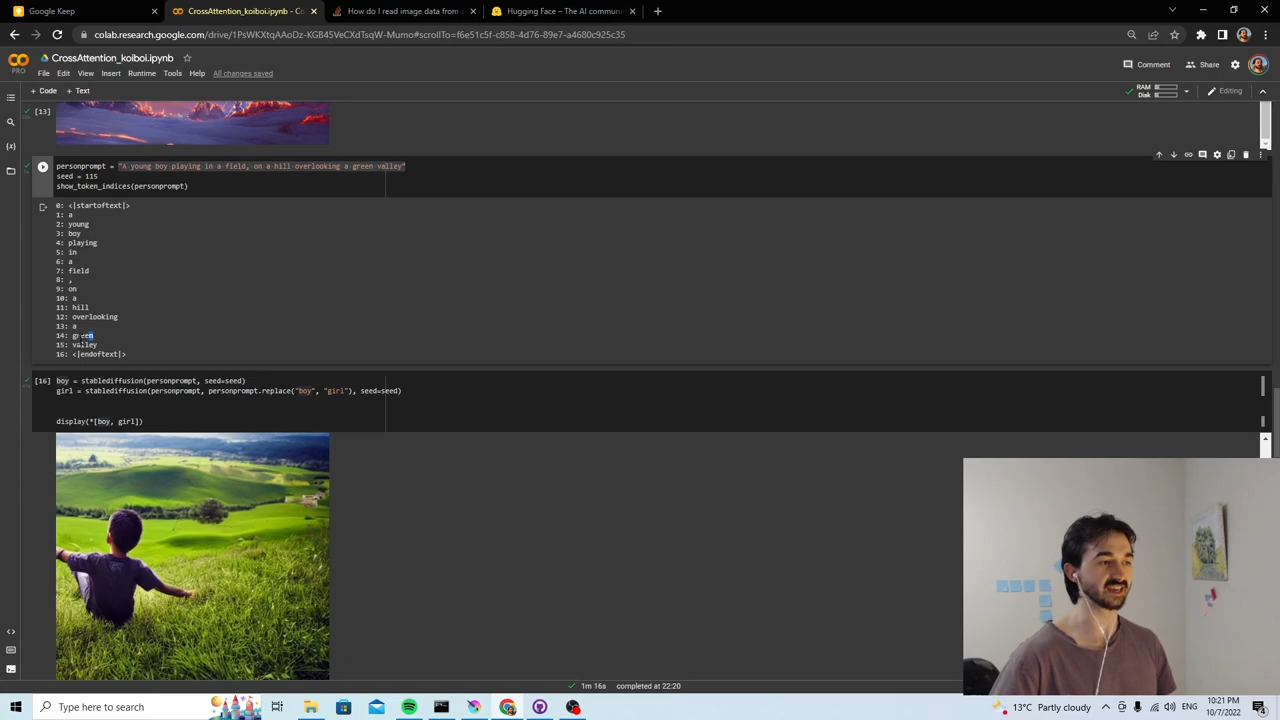 Google Keep
CrossAttention_koiboi.ipynb - Co
How do I read image data from a
Hugging Face – The AI communi
colab.research.google.com/drive/1PsWKXtqAAoDz-KGB45VeCXdTsqW-Mumo#scrollTo=f6e51c5f-c858-4d76-89e7-a4680c925c35
CO
PRO
CrossAttention_koiboi.ipynb
File Edit View Insert Runtime Tools Help All changes saved
Comment Share
+ Code + Text
RAM
Disk
Editing
[13]
personprompt = "A young boy playing in a field, on a hill overlooking a green valley"
seed = 115
show_token_indices(personprompt)
0: <|startoftext|>
1: a
2: young
3: boy
4: playing
5: in
6: a
7: field
8: ,
9: on
10: a
11: hill
12: overlooking
13: a
14: green
15: valley
16: <|endoftext|>
[16] boy = stablediffusion(personprompt, seed=seed)
girl = stablediffusion(personprompt, personprompt.replace("boy", "girl"), seed=seed)
display(*[boy, girl])
1m 16s completed at 22:20
Type here to search
13°C Partly cloudy
ENG
10:21 PM
10/7/2022